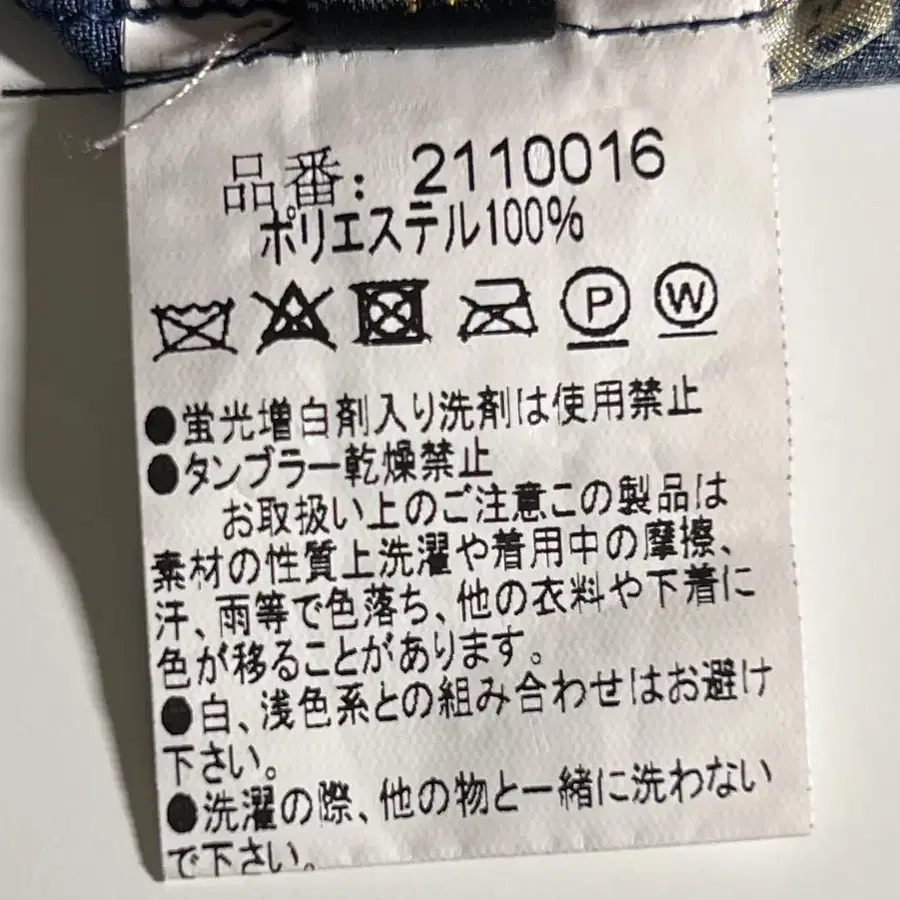 品番: 2110016
ポリエステル100%
P W
●蛍光増白剤入り洗剤は使用禁止
●タンブラー乾燥禁止
お取扱い上のご注意この製品は
素材の性質上洗濯や着用中の摩擦、
汗、雨等で色落ち、他の衣料や下着に
色が移ることがあります。
●白、浅色系との組み合わせはお避け
下さい。
●洗濯の際、他の物と一緒に洗わない
で下さい。